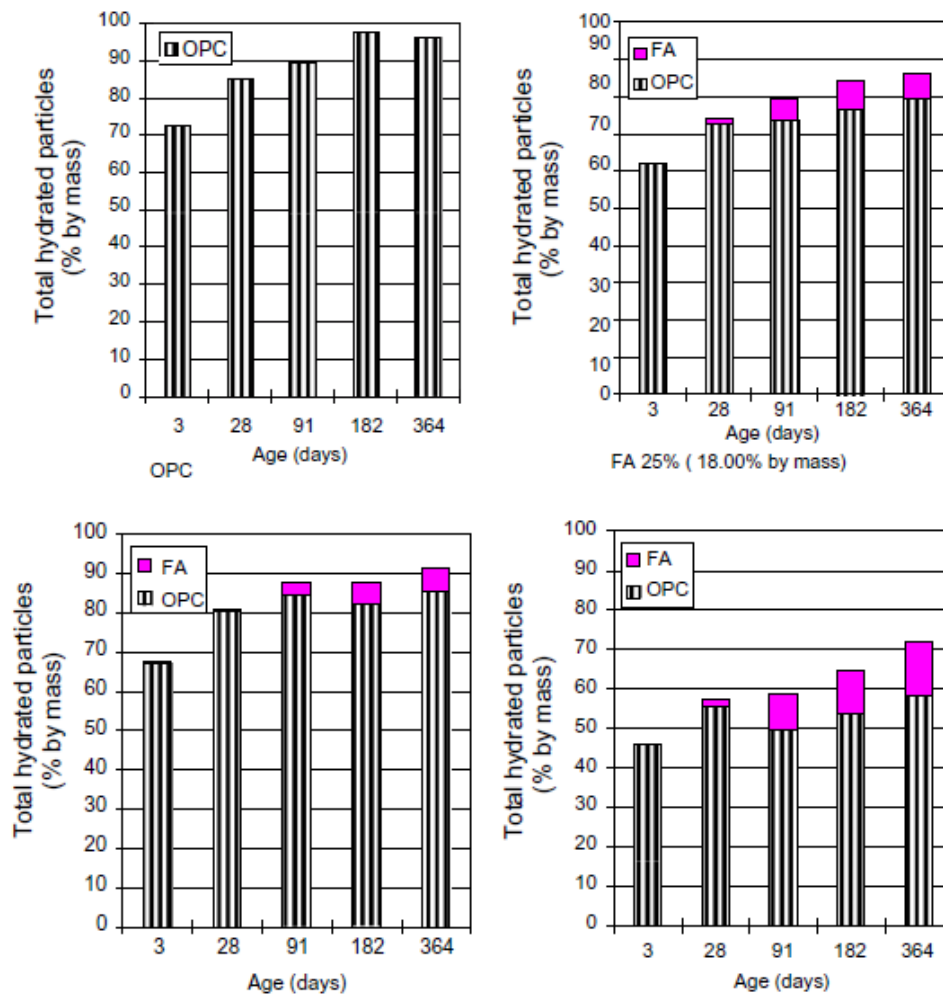 Total hydrated particles
(% by mass)
100
90
80
70
60
50
40
30
20
10
0
OPC
3 28 91 182 364
Age (days)
OPC
Total hydrated particles
(% by mass)
100
90
80
70
60
50
40
30
20
10
0
FA
OPC
3 28 91 182 364
Age (days)
FA 25% ( 18.00% by mass)
Total hydrated particles
(% by mass)
100
90
80
70
60
50
40
30
20
10
0
FA
OPC
3 28 91 182 364
Age (days)
Total hydrated particles
(% by mass)
100
90
80
70
60
50
40
30
20
10
0
FA
OPC
3 28 91 182 364
Age (days)